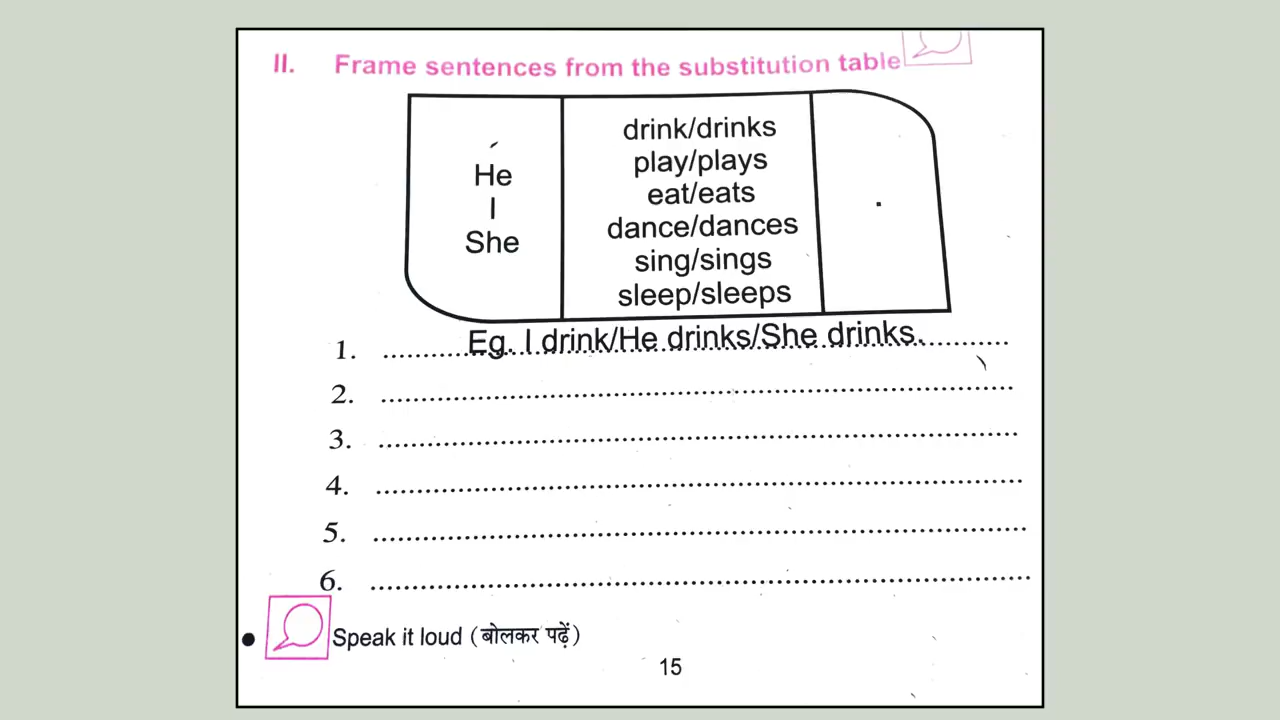 II. Frame sentences from the substitution table
He
I
She
drink/drinks
play/plays
eat/eats
dance/dances
sing/sings
sleep/sleeps
.
1. ..........Eg. I drink/He drinks/She drinks...........
2. ..........................................................
3. ..........................................................
4. ..........................................................
5. ..........................................................
6. ..........................................................
• Speak it loud (बोलकर पढ़ें)
15